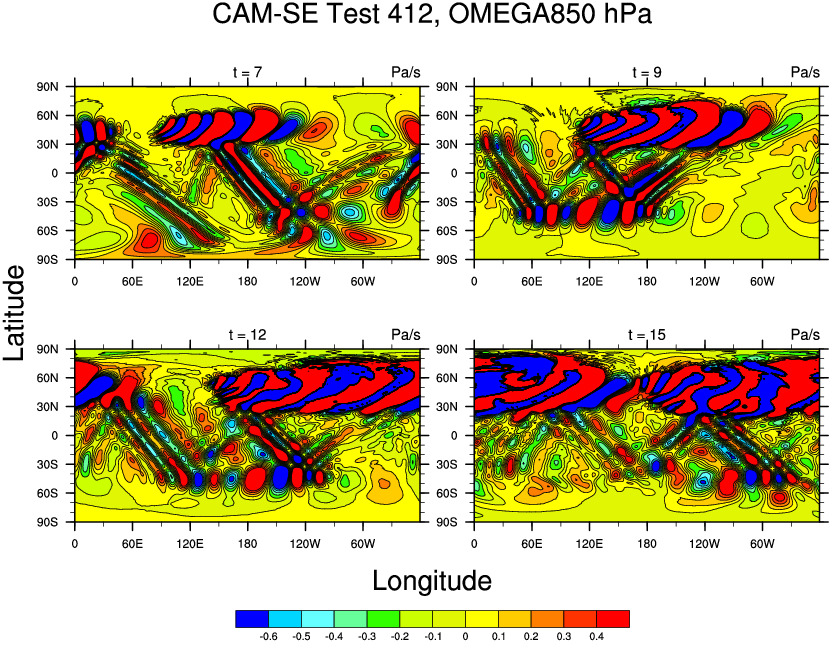 CAM-SE Test 412, OMEGA850 hPa
t = 7 Pa/s
t = 9 Pa/s
90N
60N
30N
0
30S
60S
90S
0 60E 120E 180 120W 60W
90N
60N
30N
0
30S
60S
90S
0 60E 120E 180 120W 60W
Latitude
t = 12 Pa/s
t = 15 Pa/s
90N
60N
30N
0
30S
60S
90S
0 60E 120E 180 120W 60W
90N
60N
30N
0
30S
60S
90S
0 60E 120E 180 120W 60W
Longitude
-0.6 -0.5 -0.4 -0.3 -0.2 -0.1 0 0.1 0.2 0.3 0.4